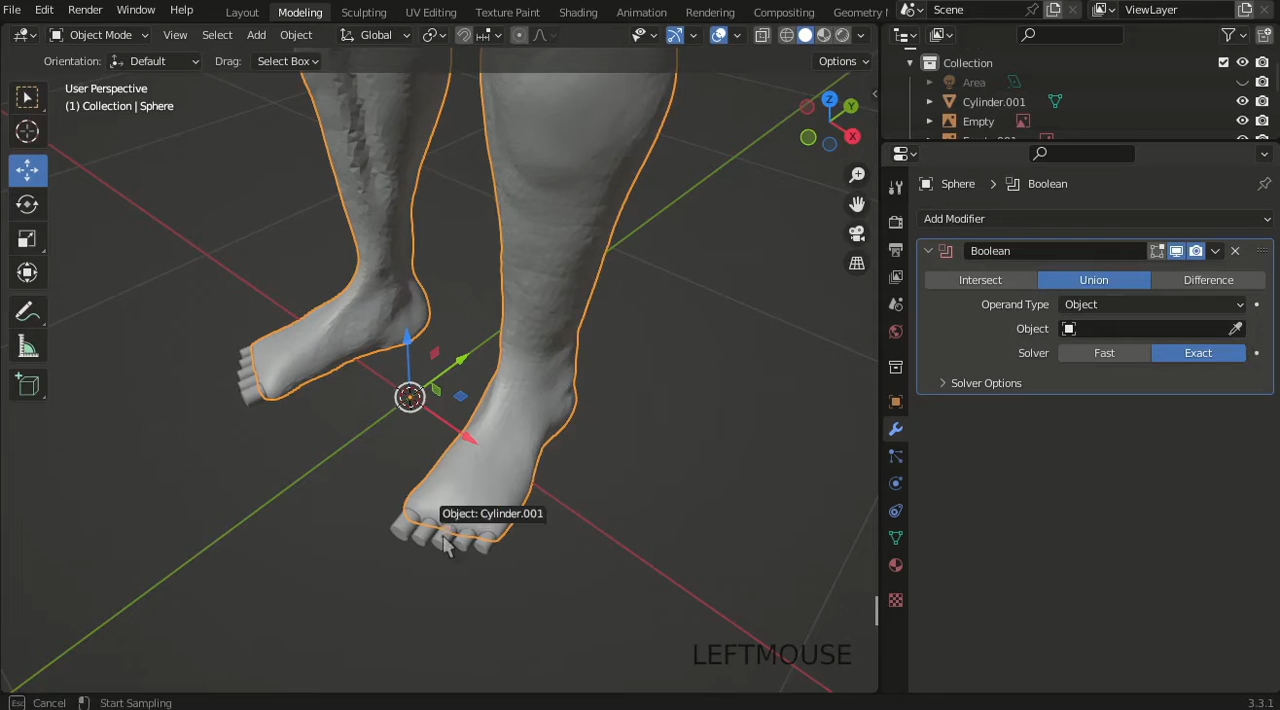 File Edit Render Window Help Layout Modeling Sculpting UV Editing Texture Paint Shading Animation Rendering Compositing Geometry Scene ViewLayer
Object Mode View Select Add Object Global
Orientation: Default Drag: Select Box Options
User Perspective
(1) Collection | Sphere
Z
Y
X
Object: Cylinder.001
LEFTMOUSE
Collection
Area
Cylinder.001
Empty
Sphere Boolean
Add Modifier
Boolean
Intersect Union Difference
Operand Type Object
Object
Solver Fast Exact
Solver Options
Esc Cancel Start Sampling 3.3.1